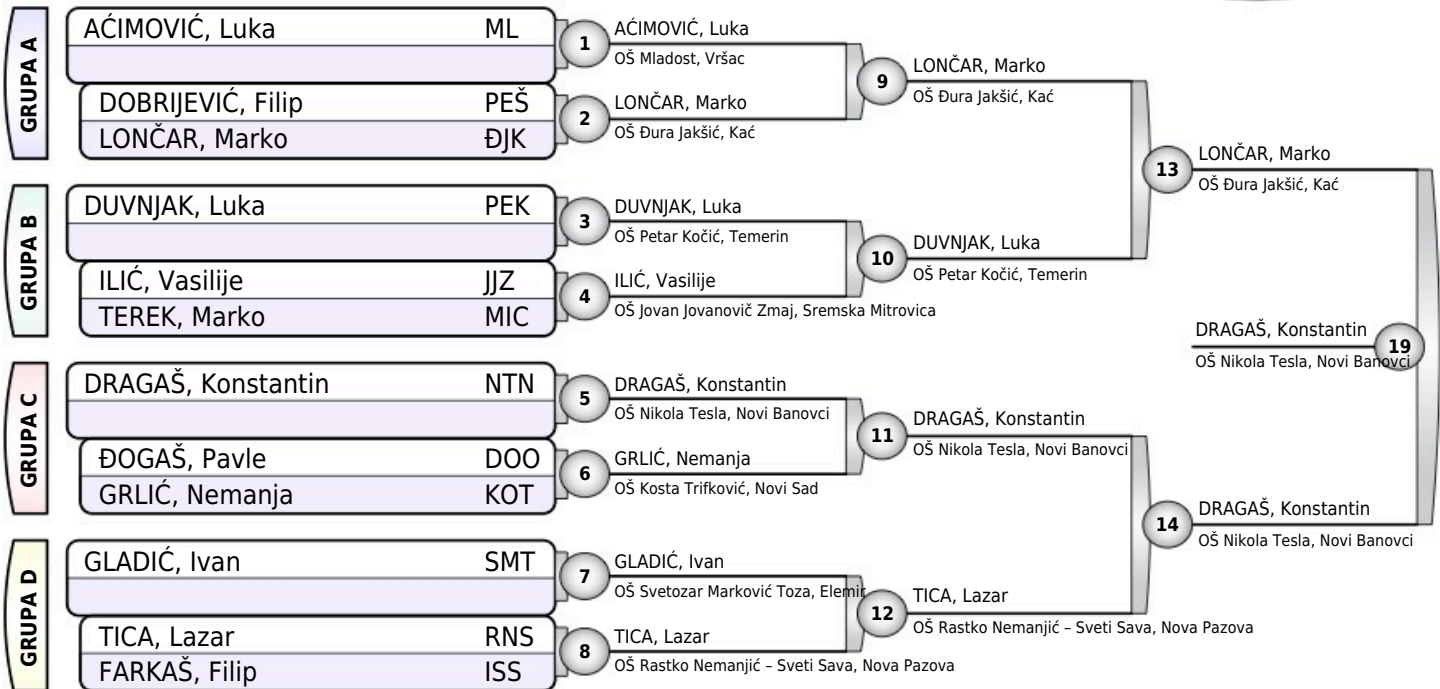 GRUPA A
AĆIMOVIĆ, Luka ML
DOBRIJEVIĆ, Filip PEŠ
LONČAR, Marko ĐJK
1
AĆIMOVIĆ, Luka
OŠ Mladost, Vršac
2
LONČAR, Marko
OŠ Đura Jakšić, Kać
9
LONČAR, Marko
OŠ Đura Jakšić, Kać
13
LONČAR, Marko
OŠ Đura Jakšić, Kać
GRUPA B
DUVNJAK, Luka PEK
ILIĆ, Vasilije JJZ
TEREK, Marko MIC
3
DUVNJAK, Luka
OŠ Petar Kočić, Temerin
4
ILIĆ, Vasilije
OŠ Jovan Jovanovič Zmaj, Sremska Mitrovica
10
DUVNJAK, Luka
OŠ Petar Kočić, Temerin
DRAGAŠ, Konstantin
OŠ Nikola Tesla, Novi Banovci
19
GRUPA C
DRAGAŠ, Konstantin NTN
ĐOGAŠ, Pavle DOO
GRLIĆ, Nemanja KOT
5
DRAGAŠ, Konstantin
OŠ Nikola Tesla, Novi Banovci
6
GRLIĆ, Nemanja
OŠ Kosta Trifković, Novi Sad
11
DRAGAŠ, Konstantin
OŠ Nikola Tesla, Novi Banovci
14
DRAGAŠ, Konstantin
OŠ Nikola Tesla, Novi Banovci
GRUPA D
GLADIĆ, Ivan SMT
TICA, Lazar RNS
FARKAŠ, Filip ISS
7
GLADIĆ, Ivan
OŠ Svetozar Marković Toza, Elemir
8
TICA, Lazar
OŠ Rastko Nemanjić – Sveti Sava, Nova Pazova
12
TICA, Lazar
OŠ Rastko Nemanjić – Sveti Sava, Nova Pazova